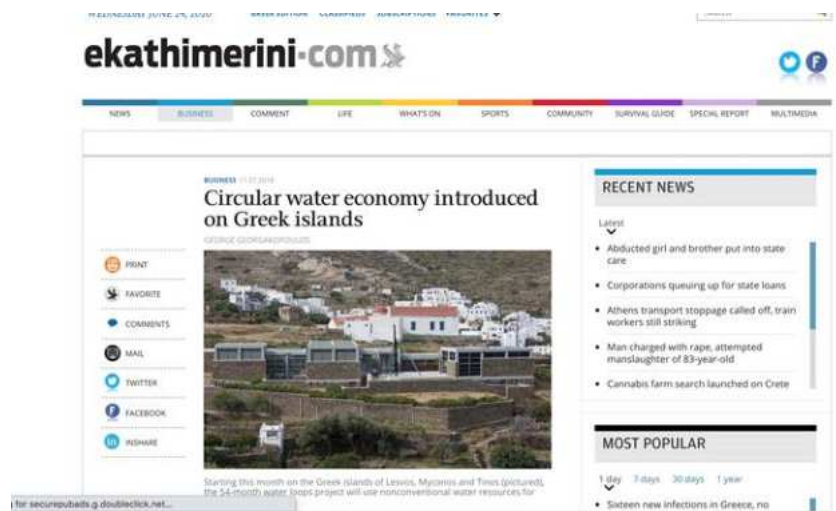 WEDNESDAY JUNE 24, 2020 GREEK EDITION CLASSIFIEDS SUBSCRIPTIONS FAVORITES
ekathimerini-com
NEWS BUSINESS COMMENT LIFE WHAT'S ON SPORTS COMMUNITY SURVIVAL GUIDE SPECIAL REPORT MULTIMEDIA
BUSINESS
Circular water economy introduced
on Greek islands
GEORGE GEORGAKOPOULOS
PRINT
FAVORITE
COMMENTS
MAIL
TWITTER
FACEBOOK
INSHARE
Starting this month on the Greek islands of Lesvos, Myconos and Tinos (pictured),
the 54-month water loops project will use nonconventional water resources for
for securepubads.g.doubleclick.net...
RECENT NEWS
Latest
Abducted girl and brother put into state
care
Corporations queuing up for state loans
Athens transport stoppage called off, train
workers still striking
Man charged with rape, attempted
manslaughter of 83-year-old
Cannabis farm search launched on Crete
MOST POPULAR
1 day 7 days 30 days 1 year
Sixteen new infections in Greece, no